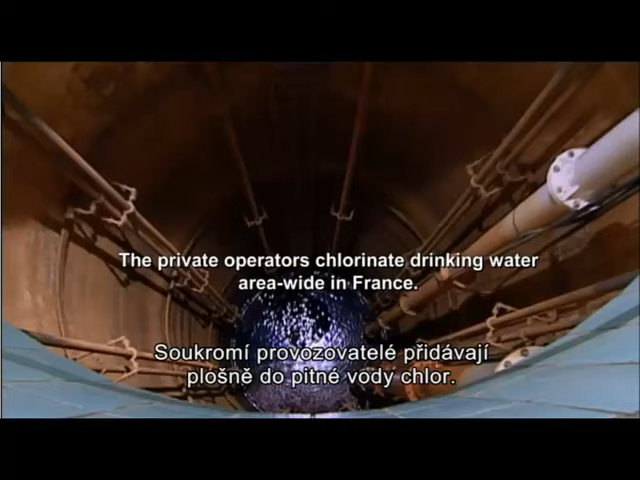 The private operators chlorinate drinking water
area-wide in France.
Soukromí provozovatelé přidávají
plošně do pitné vody chlor.